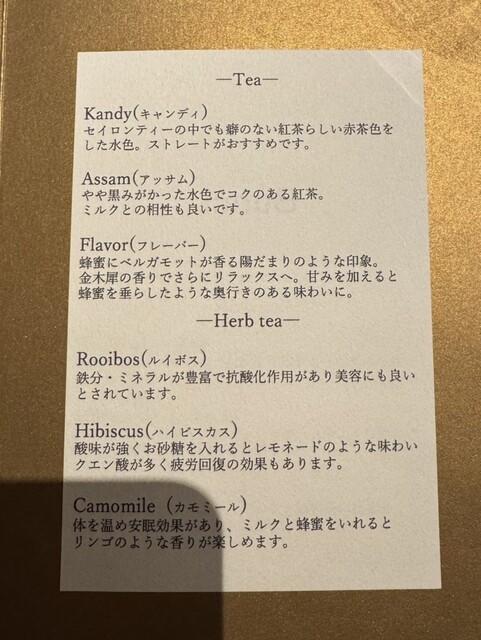 —Tea—
Kandy(キャンディ)
セイロンティーの中でも癖のない紅茶らしい赤茶色を
した水色。ストレートがおすすめです。
Assam(アッサム)
やや黒みがかった水色でコクのある紅茶。
ミルクとの相性も良いです。
Flavor(フレーバー)
蜂蜜にベルガモットが香る陽だまりのような印象。
金木犀の香りでさらにリラックスへ。甘みを加えると
蜂蜜を垂らしたような奥行きのある味わいに。
—Herb tea—
Rooibos(ルイボス)
鉄分・ミネラルが豊富で抗酸化作用があり美容にも良い
とされています。
Hibiscus(ハイビスカス)
酸味が強くお砂糖を入れるとレモネードのような味わい
クエン酸が多く疲労回復の効果もあります。
Camomile（カモミール)
体を温め安眠効果があり、ミルクと蜂蜜をいれると
リンゴのような香りが楽しめます。